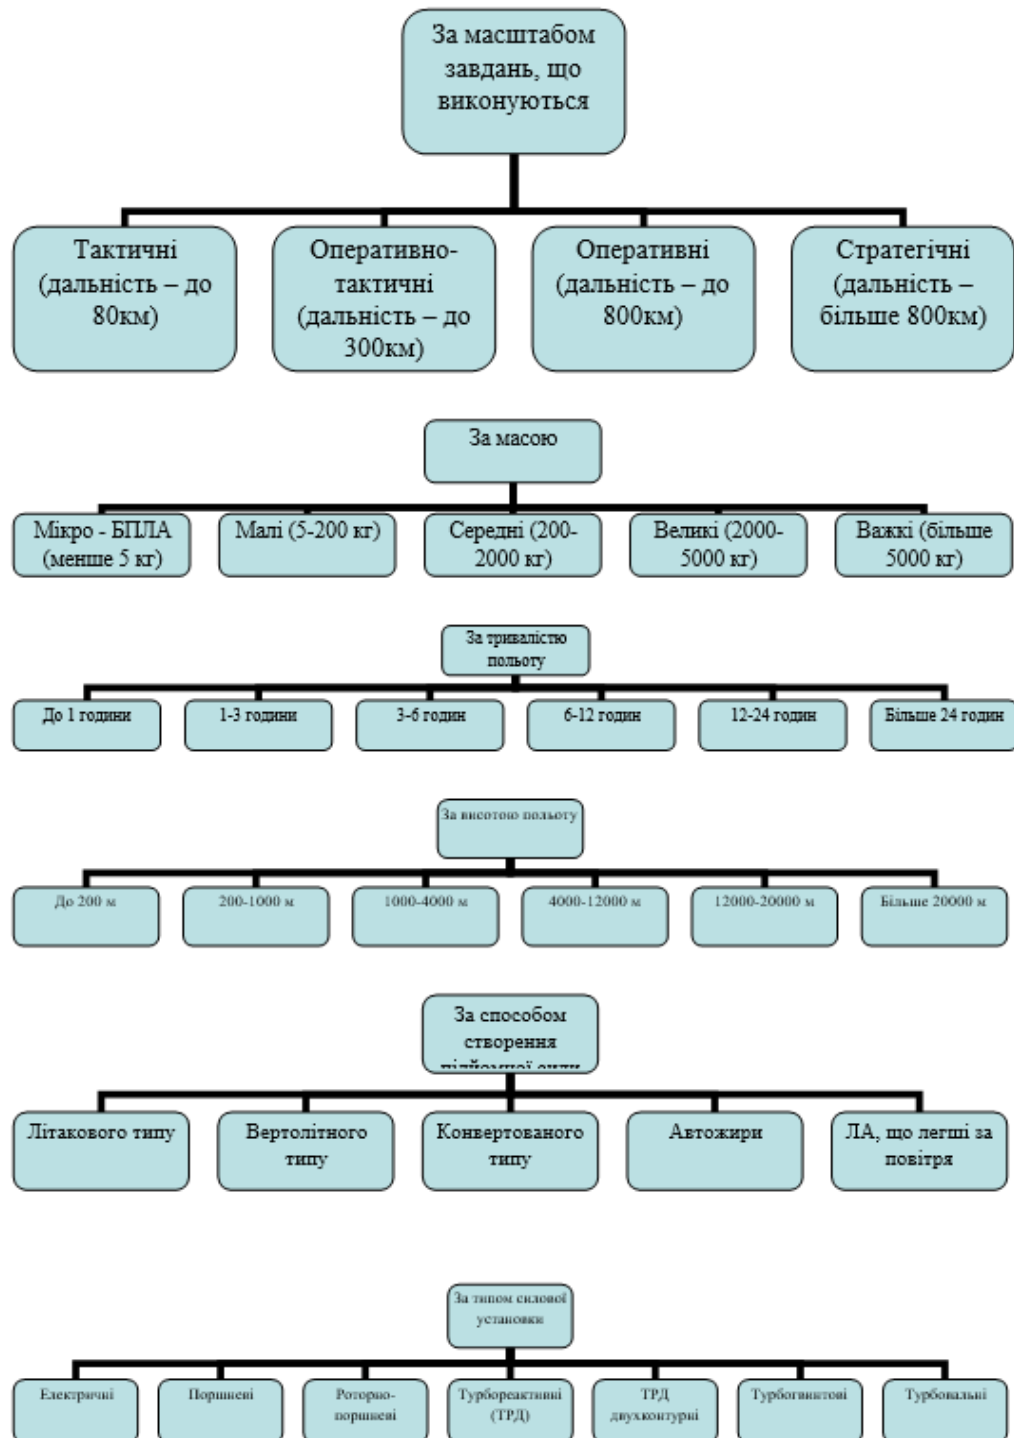 За масштабом
завдань, що
виконуються
Тактичні
(дальність – до
80км)
Оперативно-
тактичні
(дальність – до
300км)
Оперативні
(дальність – до
800км)
Стратегічні
(дальність –
більше 800км)
За масою
Мікро - БПЛА
(менше 5 кг)
Малі (5-200 кг)
Середні (200-
2000 кг)
Великі (2000-
5000 кг)
Важкі (більше
5000 кг)
За тривалістю
польоту
До 1 години
1-3 години
3-6 годин
6-12 годин
12-24 годин
Більше 24 годин
За висотою польоту
До 200 м
200-1000 м
1000-4000 м
4000-12000 м
12000-20000 м
Більше 20000 м
За способом
створення
підйомної сили
Літакового типу
Вертолітного
типу
Конвертованого
типу
Автожири
ЛА, що легші за
повітря
За типом силової
установки
Електричні
Поршневі
Роторно-
поршневі
Турбореактивні
(ТРД)
ТРД
двухконтурні
Турбогвинтові
Турбовальні